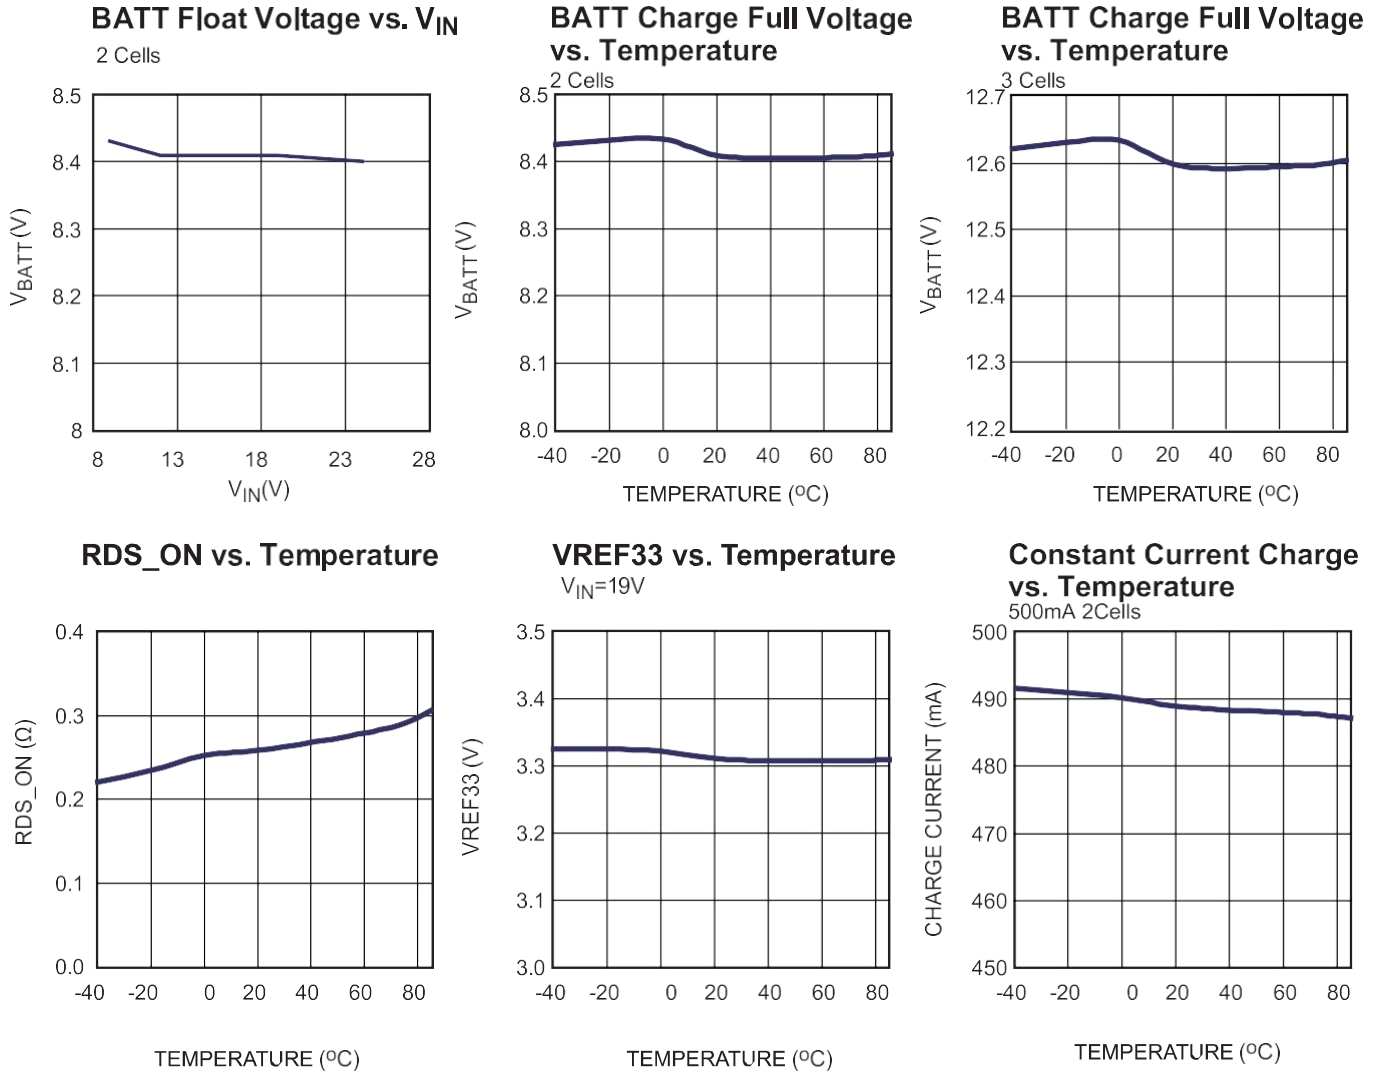 BATT Float Voltage vs. VIN
2 Cells
8.5
8.4
8.3
8.2
8.1
8
VBATT (V)
8 13 18 23 28
VIN(V)
BATT Charge Full Voltage
vs. Temperature
2 Cells
8.5
8.4
8.3
8.2
8.1
8.0
VBATT (V)
-40 -20 0 20 40 60 80
TEMPERATURE (ºC)
BATT Charge Full Voltage
vs. Temperature
3 Cells
12.7
12.6
12.5
12.4
12.3
12.2
VBATT (V)
-40 -20 0 20 40 60 80
TEMPERATURE (ºC)
RDS_ON vs. Temperature
0.4
0.3
0.2
0.1
0.0
RDS_ON (Ω)
-40 -20 0 20 40 60 80
TEMPERATURE (ºC)
VREF33 vs. Temperature
VIN=19V
3.5
3.4
3.3
3.2
3.1
3.0
VREF33 (V)
-40 -20 0 20 40 60 80
TEMPERATURE (ºC)
Constant Current Charge
vs. Temperature
500mA 2Cells
500
490
480
470
460
450
CHARGE CURRENT (mA)
-40 -20 0 20 40 60 80
TEMPERATURE (ºC)